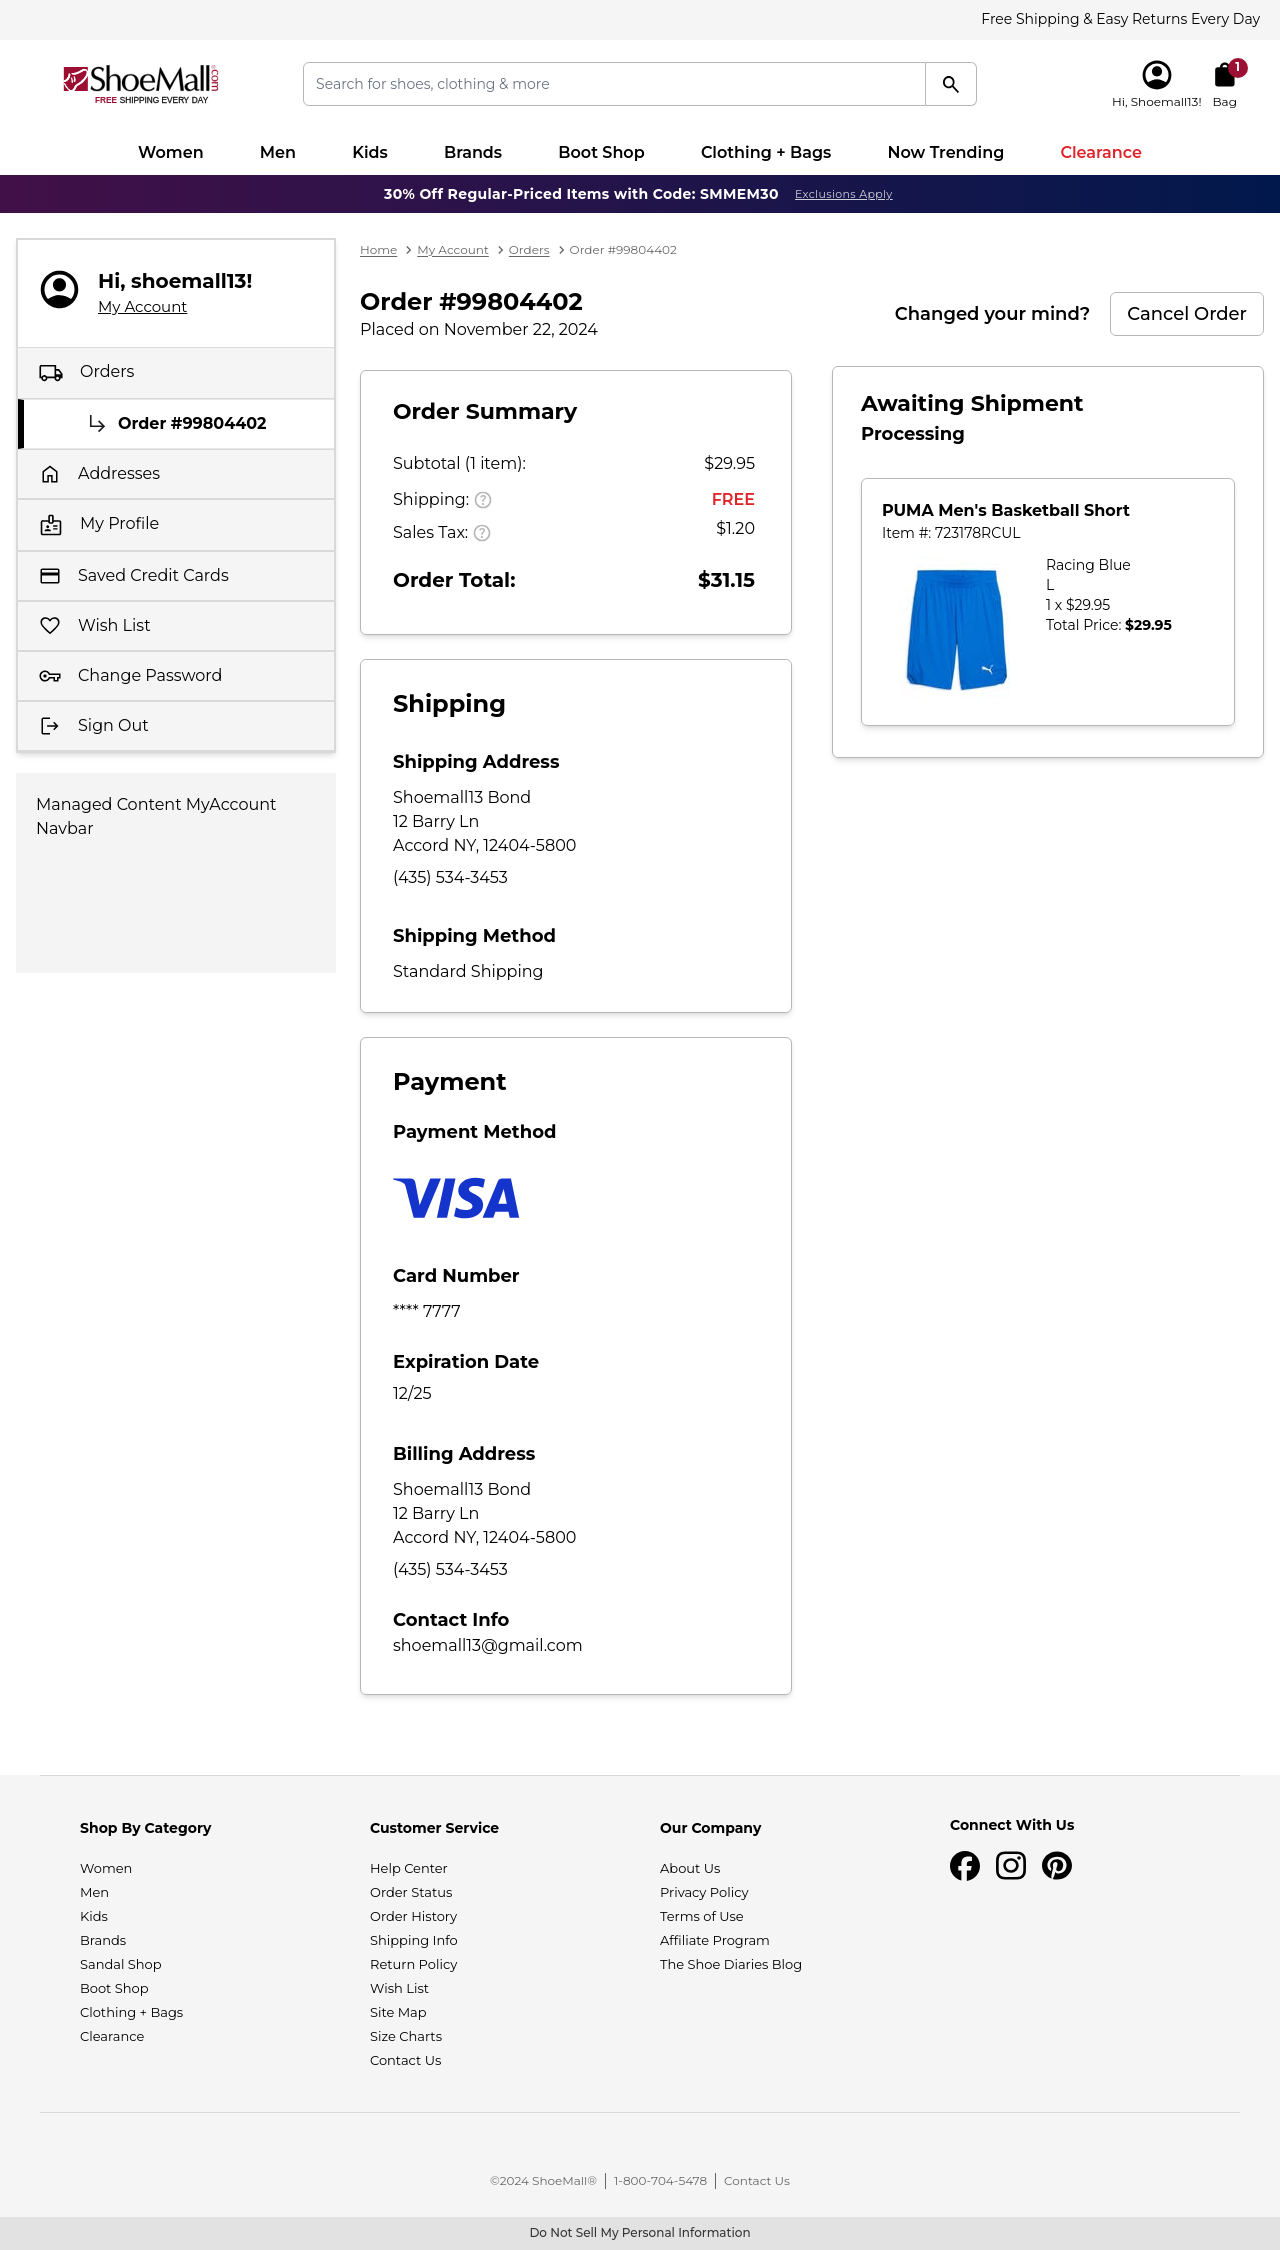 Free Shipping & Easy Returns Every Day
ShoeMall.com
FREE SHIPPING EVERY DAY
Search for shoes, clothing & more
1
Hi, Shoemall13!
Bag
Women
Men
Kids
Brands
Boot Shop
Clothing + Bags
Now Trending
Clearance
30% Off Regular-Priced Items with Code: SMMEM30 Exclusions Apply
Hi, shoemall13!
My Account
Orders
Order #99804402
Addresses
My Profile
Saved Credit Cards
Wish List
Change Password
Sign Out
Managed Content MyAccount
Navbar
Home > My Account > Orders > Order #99804402
Order #99804402
Placed on November 22, 2024
Changed your mind?
Cancel Order
Order Summary
Subtotal (1 item): $29.95
Shipping: ? FREE
Sales Tax: ? $1.20
Order Total: $31.15
Shipping
Shipping Address
Shoemall13 Bond
12 Barry Ln
Accord NY, 12404-5800
(435) 534-3453
Shipping Method
Standard Shipping
Payment
Payment Method
VISA
Card Number
**** 7777
Expiration Date
12/25
Billing Address
Shoemall13 Bond
12 Barry Ln
Accord NY, 12404-5800
(435) 534-3453
Contact Info
shoemall13@gmail.com
Awaiting Shipment
Processing
PUMA Men's Basketball Short
Item #: 723178RCUL
Racing Blue
L
1 x $29.95
Total Price: $29.95
Shop By Category
Women
Men
Kids
Brands
Sandal Shop
Boot Shop
Clothing + Bags
Clearance
Customer Service
Help Center
Order Status
Order History
Shipping Info
Return Policy
Wish List
Site Map
Size Charts
Contact Us
Our Company
About Us
Privacy Policy
Terms of Use
Affiliate Program
The Shoe Diaries Blog
Connect With Us
©2024 ShoeMall® | 1-800-704-5478 | Contact Us
Do Not Sell My Personal Information